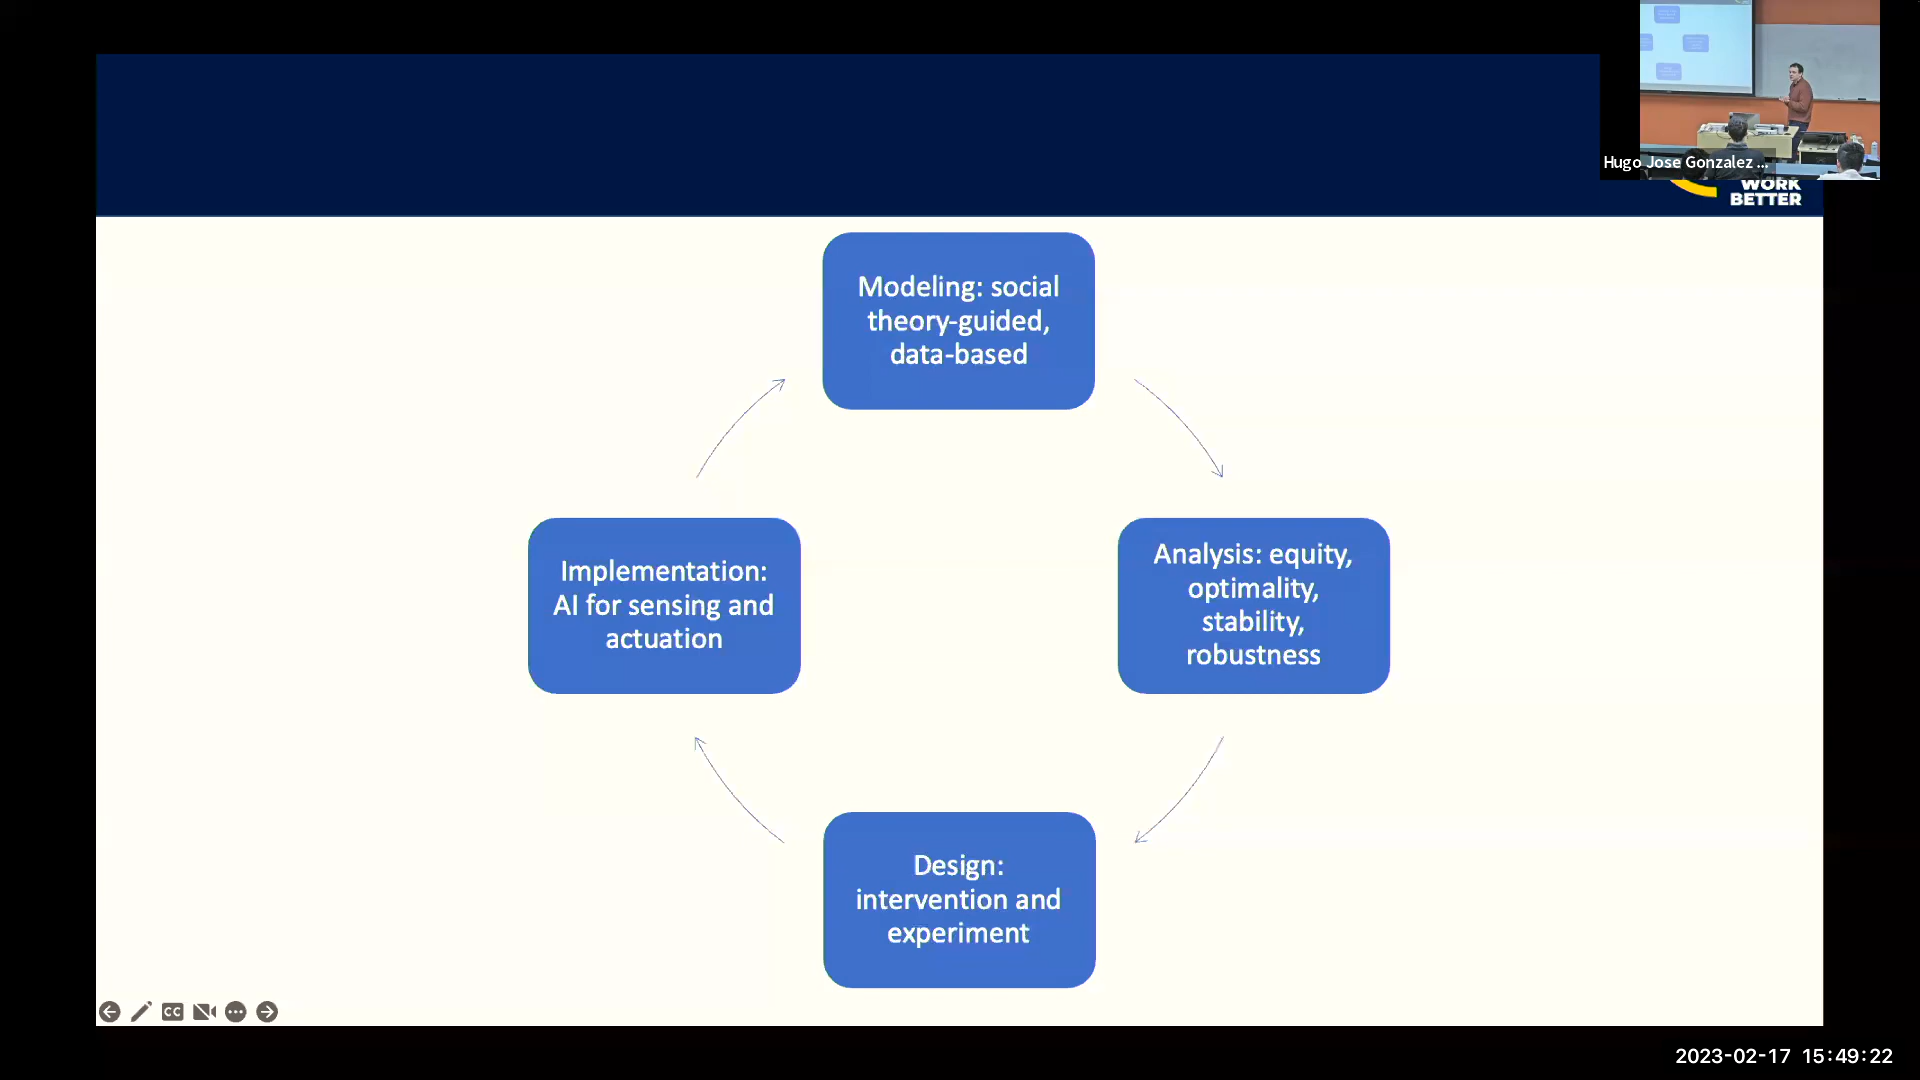 Hugo Jose Gonzalez ...
WORK
BETTER
Modeling: social
theory-guided,
data-based
Implementation:
AI for sensing and
actuation
Analysis: equity,
optimality,
stability,
robustness
Design:
intervention and
experiment
CC
2023-02-17 15:49:22